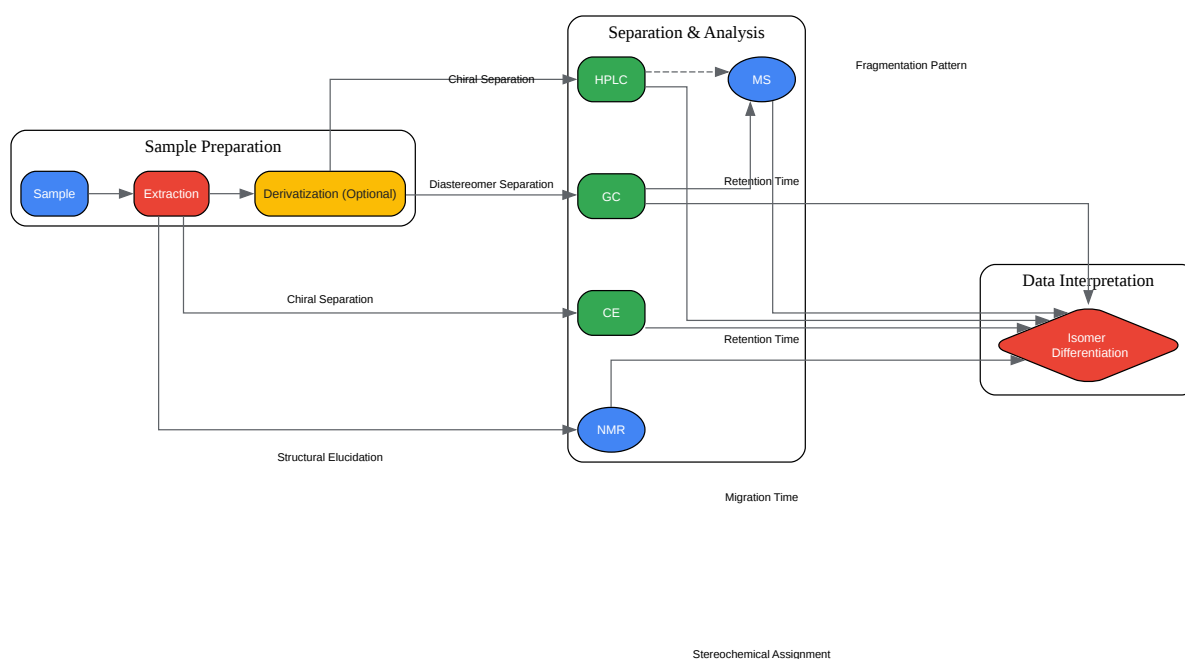 Separation & Analysis
Chiral Separation
HPLC
MS
Fragmentation Pattern
Sample Preparation
Sample
Extraction
Derivatization (Optional)
Diastereomer Separation
GC
Retention Time
Data Interpretation
Chiral Separation
CE
Retention Time
Isomer
Differentiation
NMR
Structural Elucidation
Migration Time
Stereochemical Assignment